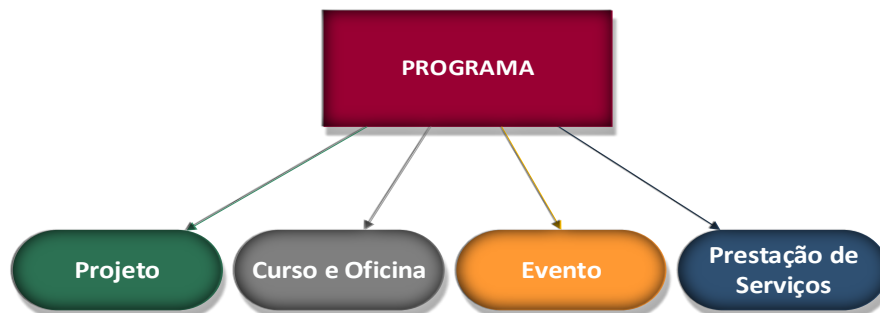 PROGRAMA
Projeto
Curso e Oficina
Evento
Prestação de
Serviços